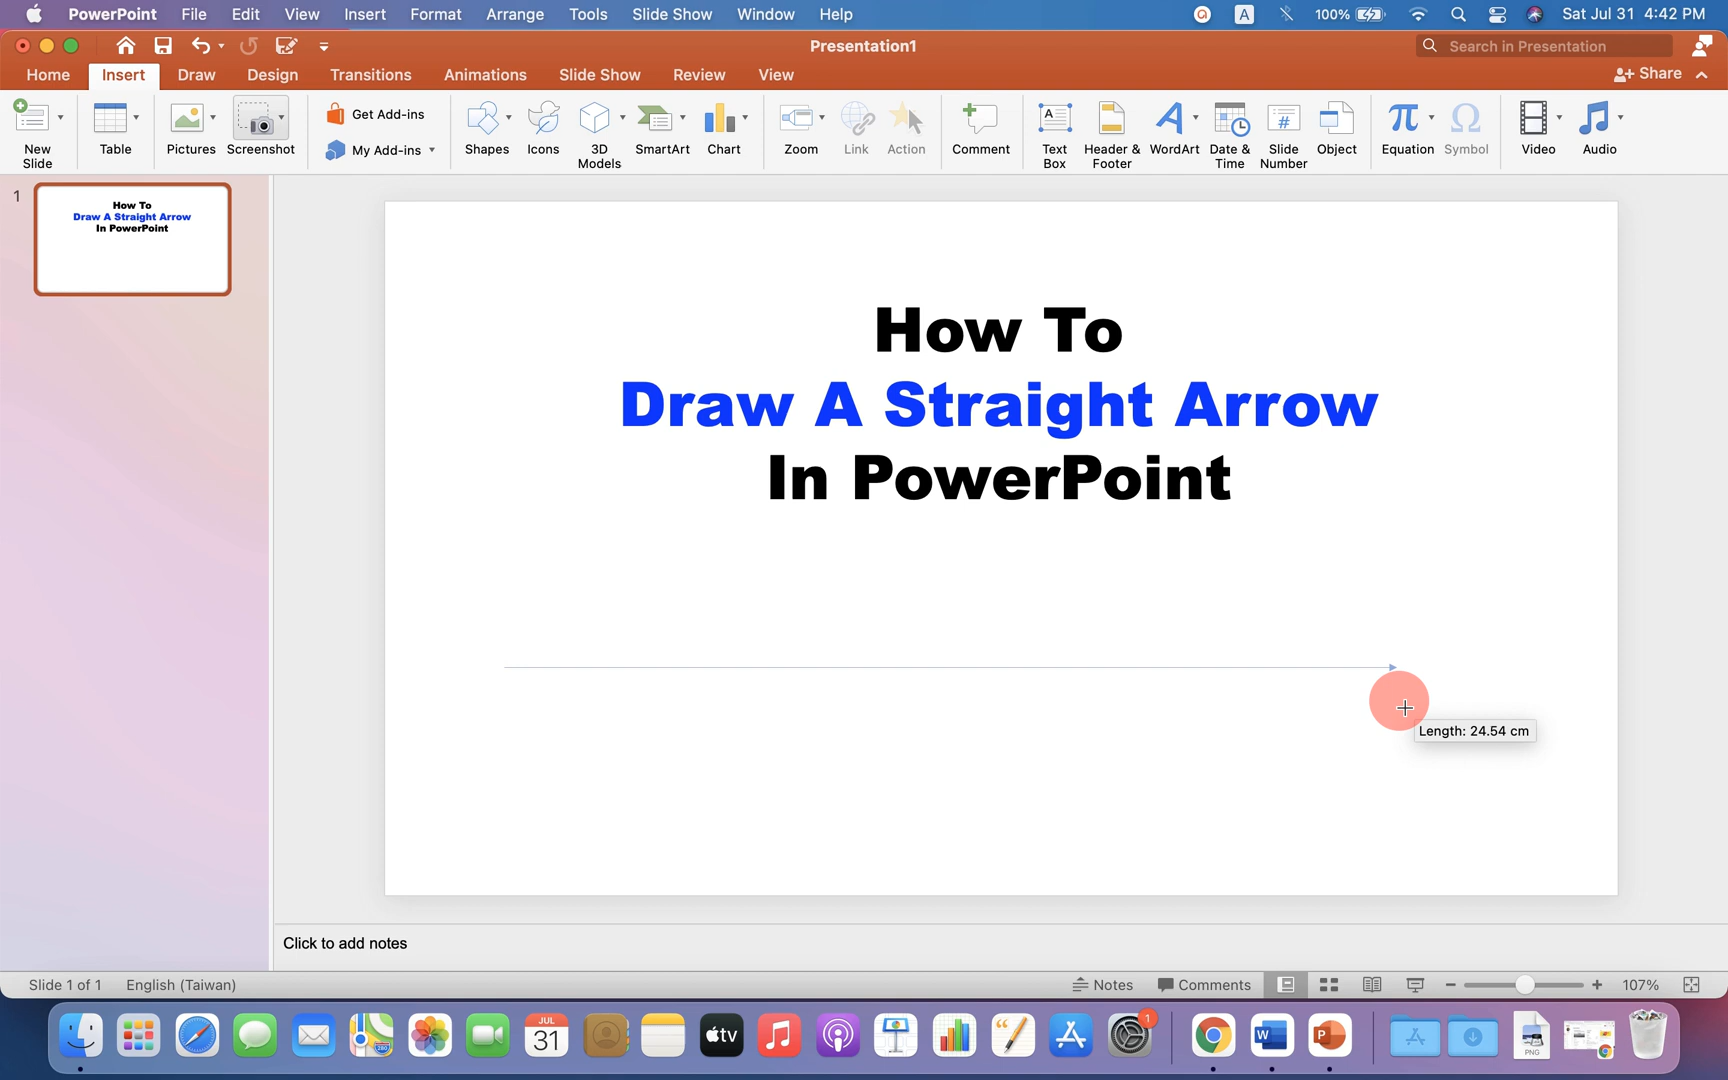 PowerPoint File Edit View Insert Format Arrange Tools Slide Show Window Help A 100% Sat Jul 31 4:42 PM
Presentation1
Search in Presentation
Home Insert Draw Design Transitions Animations Slide Show Review View
Share
New Slide
Table
Pictures
Screenshot
Get Add-ins
My Add-ins
Shapes
Icons
3D Models
SmartArt
Chart
Zoom
Link
Action
Comment
A
Text Box
Header & Footer
A
WordArt
Date & Time
#
Slide Number
Object
π
Equation
Ω
Symbol
Video
Audio
1
How To
Draw A Straight Arrow
In PowerPoint
How To
Draw A Straight Arrow
In PowerPoint
Length: 24.54 cm
Click to add notes
Slide 1 of 1 English (Taiwan) Notes Comments 107%
280
JUL
31
tv
1
W
P
PNG